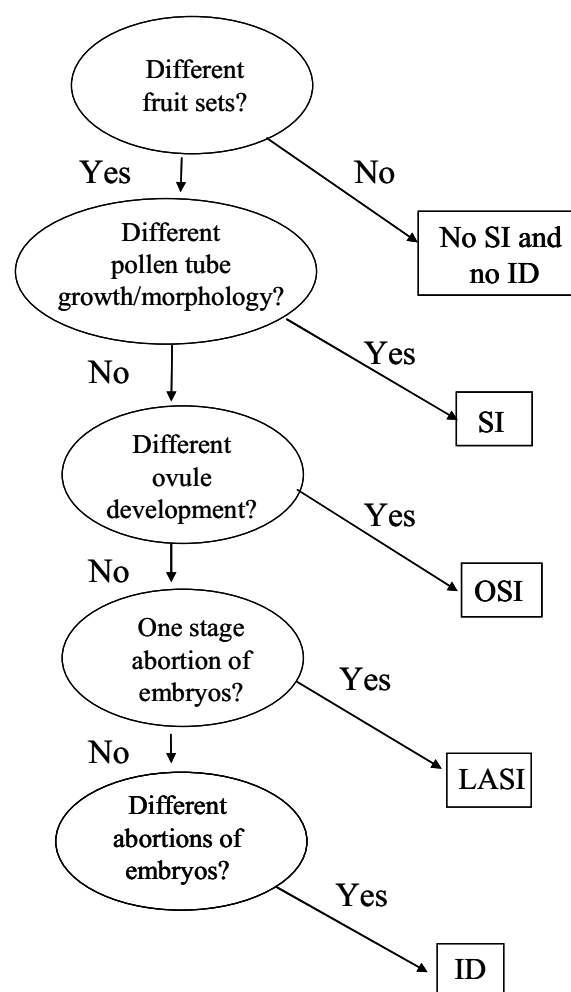 Different
fruit sets?
Yes
No
No SI and
no ID
Different
pollen tube
growth/morphology?
No
Yes
SI
Different
ovule
development?
Yes
No
OSI
One stage
abortion of
embryos?
Yes
No
LASI
Different
abortions of
embryos?
Yes
ID